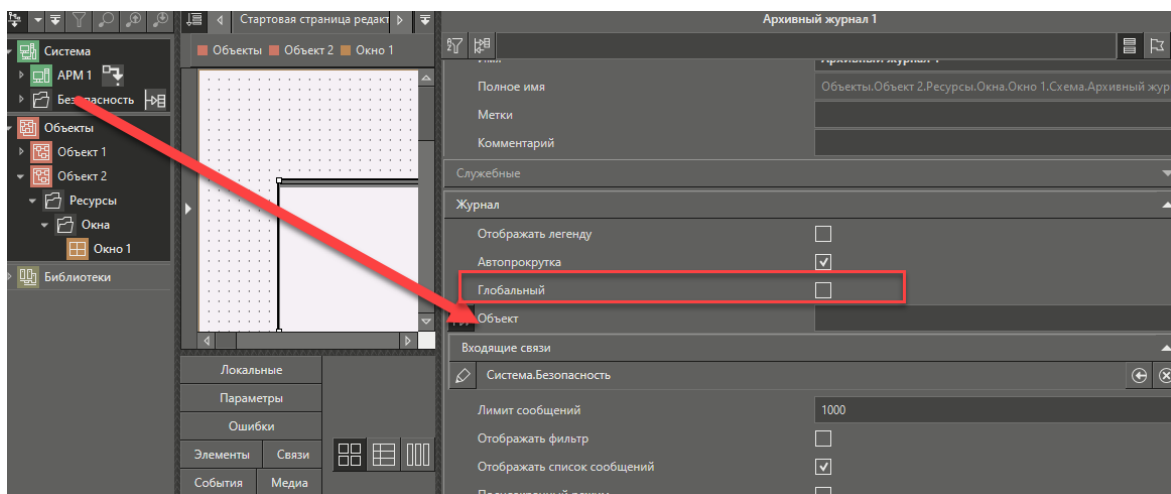 Стартовая страница редакт
Архивный журнал 1
Система
АРМ 1
Безопасность
Объекты
Объект 1
Объект 2
Ресурсы
Окна
Окно 1
Библиотеки
Объекты Объект 2 Окно 1
Локальные
Параметры
Ошибки
Элементы Связи
События Медиа
Полное имя Объекты.Объект 2.Ресурсы.Окна.Окно 1.Схема.Архивный жур
Метки
Комментарий
Служебные
Журнал
Отображать легенду
Автопрокрутка
Глобальный
Объект
Входящие связи
Система.Безопасность
Лимит сообщений 1000
Отображать фильтр
Отображать список сообщений